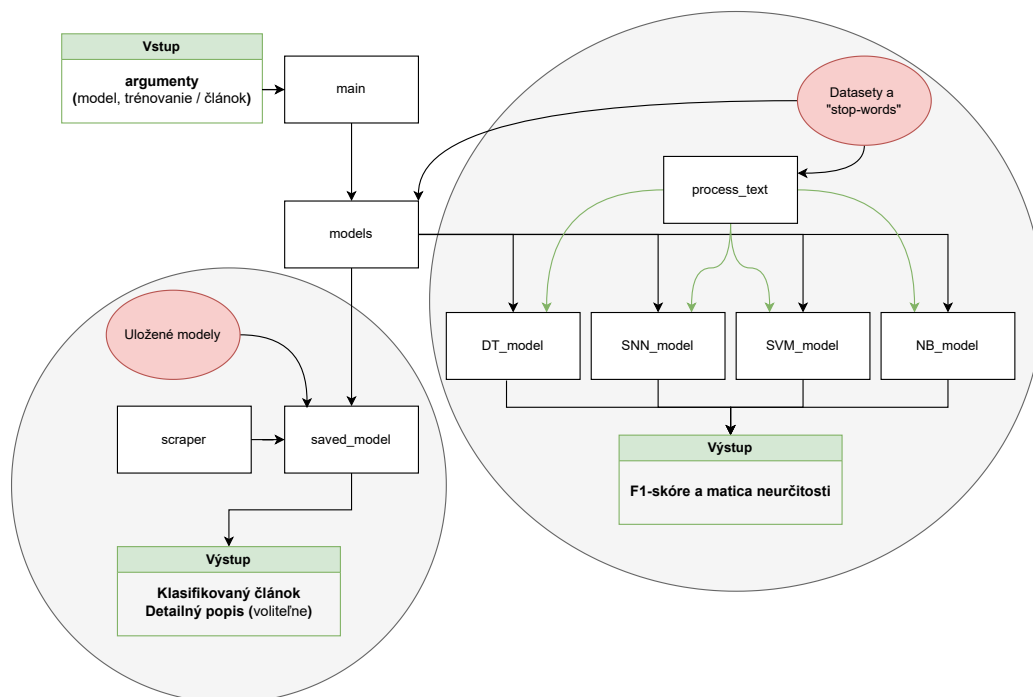 Vstup
argumenty
(model, trénovanie / článok)
main
Datasety a
"stop-words"
process_text
models
Uložené modely
DT_model
SNN_model
SVM_model
NB_model
scraper
saved_model
Výstup
F1-skóre a matica neurčitosti
Výstup
Klasifikovaný článok
Detailný popis (voliteľne)